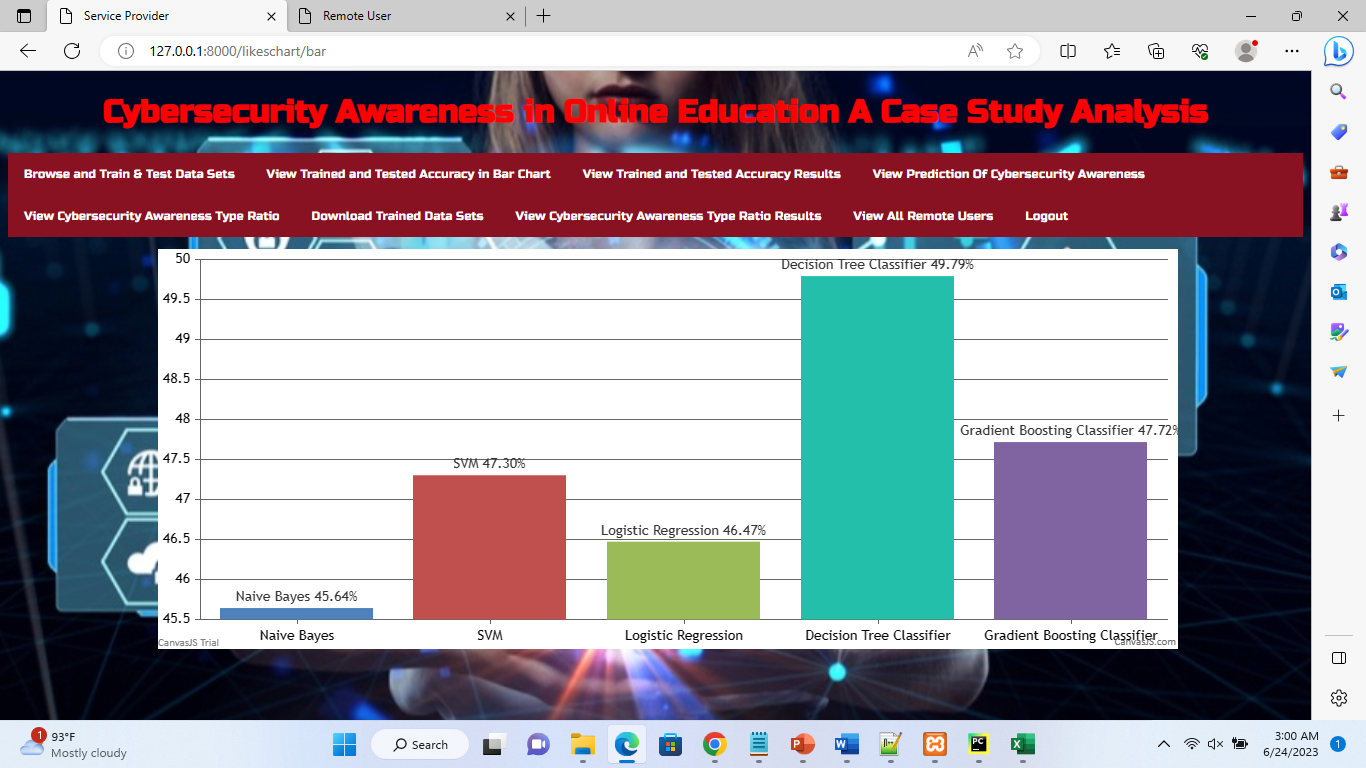 Service Provider
Remote User
127.0.0.1:8000/likeschart/bar
Cybersecurity Awareness in Online Education A Case Study Analysis
Browse and Train & Test Data Sets View Trained and Tested Accuracy in Bar Chart View Trained and Tested Accuracy Results View Prediction Of Cybersecurity Awareness
View Cybersecurity Awareness Type Ratio Download Trained Data Sets View Cybersecurity Awareness Type Ratio Results View All Remote Users Logout
50
Decision Tree Classifier 49.79%
49.5
49
48.5
48
Gradient Boosting Classifier 47.72%
47.5
SVM 47.30%
47
Logistic Regression 46.47%
46.5
46
Naive Bayes 45.64%
45.5
Naive Bayes SVM Logistic Regression Decision Tree Classifier Gradient Boosting Classifier
CanvasJS Trial
CanvasJS.com
1
93°F
Mostly cloudy
Search
3:00 AM
6/24/2023
1